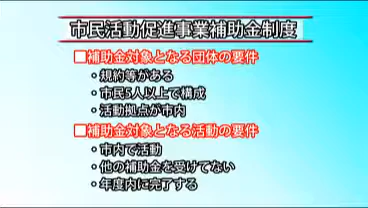 市民活動促進事業補助金制度
■補助金対象となる団体の要件
・規約等がある
・市民5人以上で構成
・活動拠点が市内
■補助金対象となる活動の要件
・市内で活動
・他の補助金を受けてない
・年度内に完了する